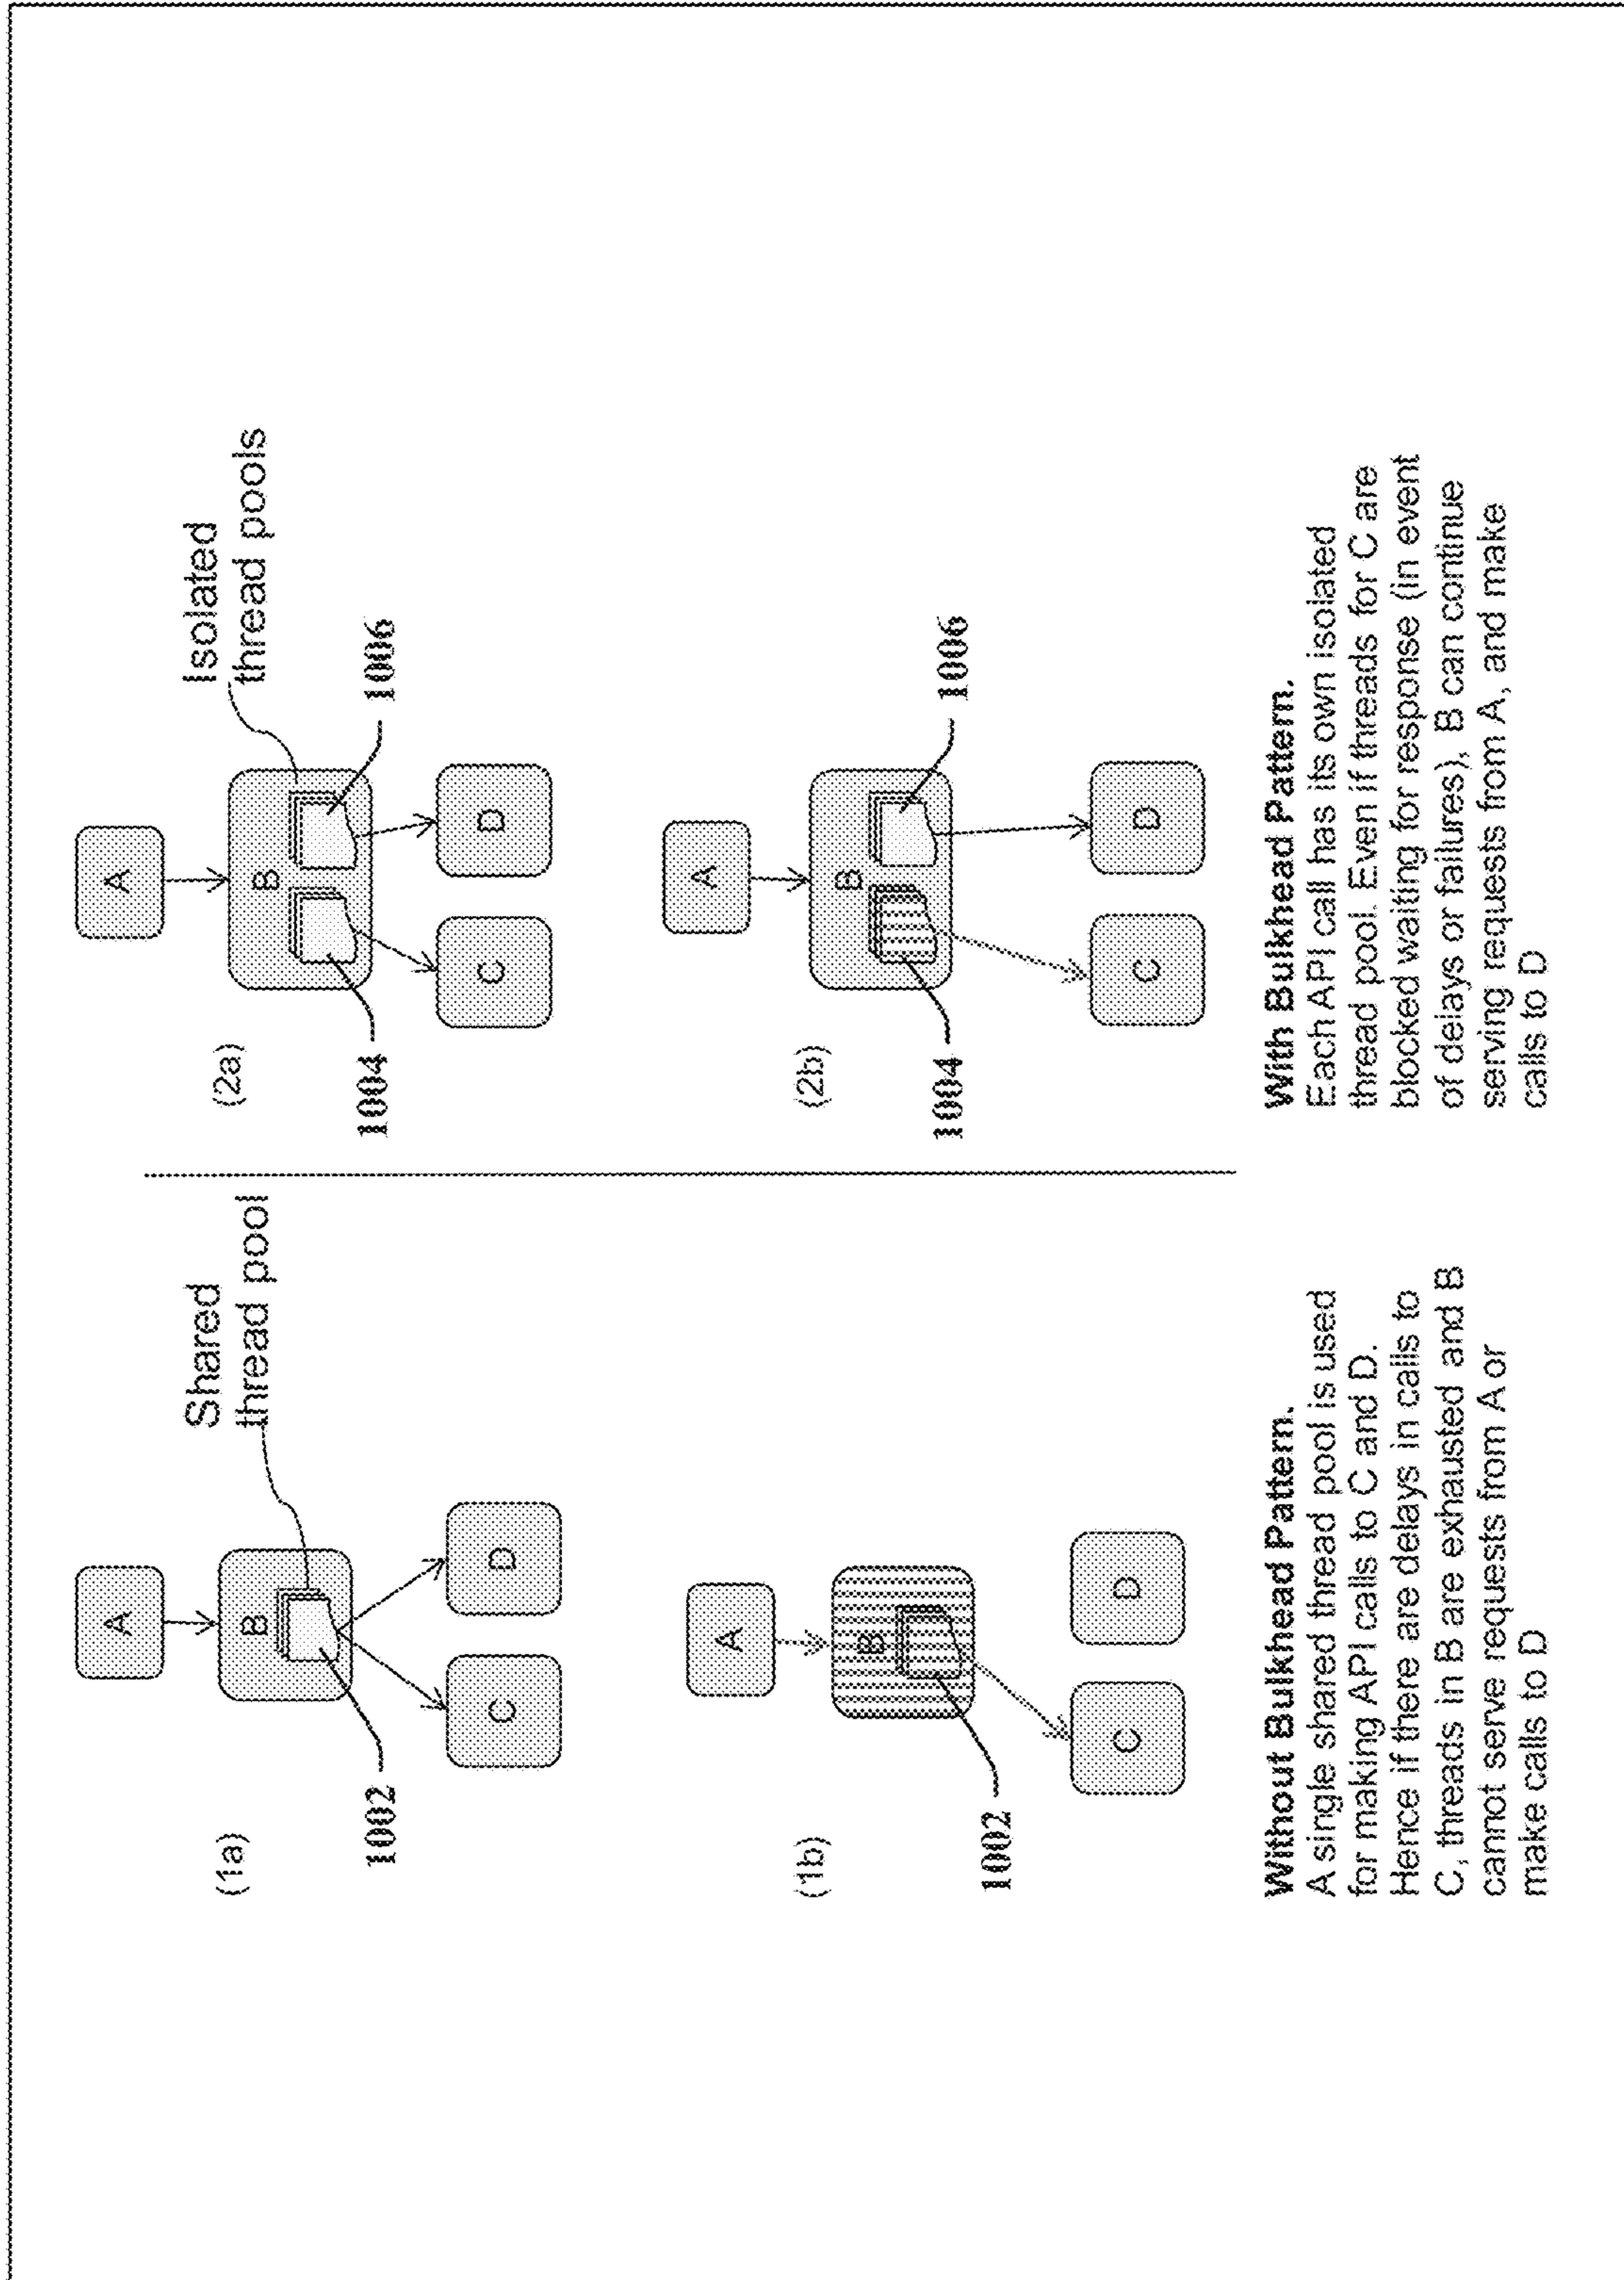 (1a)
A
Shared
thread pool
B
1002
C
D
(1b)
A
B
1002
C
D
Without Bulkhead Pattern.
A single shared thread pool is used
for making API calls to C and D.
Hence if there are delays in calls to
C, threads in B are exhausted and B
cannot serve requests from A or
make calls to D
(2a)
A
Isolated
thread pools
B
1004
1006
C
D
(2b)
A
B
1004
1006
C
D
With Bulkhead Pattern.
Each API call has its own isolated
thread pool. Even if threads for C are
blocked waiting for response (in event
of delays or failures), B can continue
serving requests from A, and make
calls to D